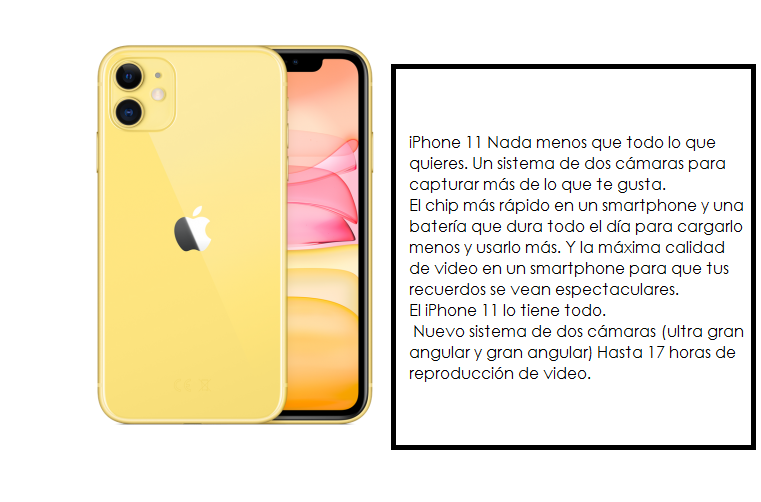 iPhone 11 Nada menos que todo lo que
quieres. Un sistema de dos cámaras para
capturar más de lo que te gusta.
El chip más rápido en un smartphone y una
batería que dura todo el día para cargarlo
menos y usarlo más. Y la máxima calidad
de video en un smartphone para que tus
recuerdos se vean espectaculares.
El iPhone 11 lo tiene todo.
Nuevo sistema de dos cámaras (ultra gran
angular y gran angular) Hasta 17 horas de
reproducción de video.